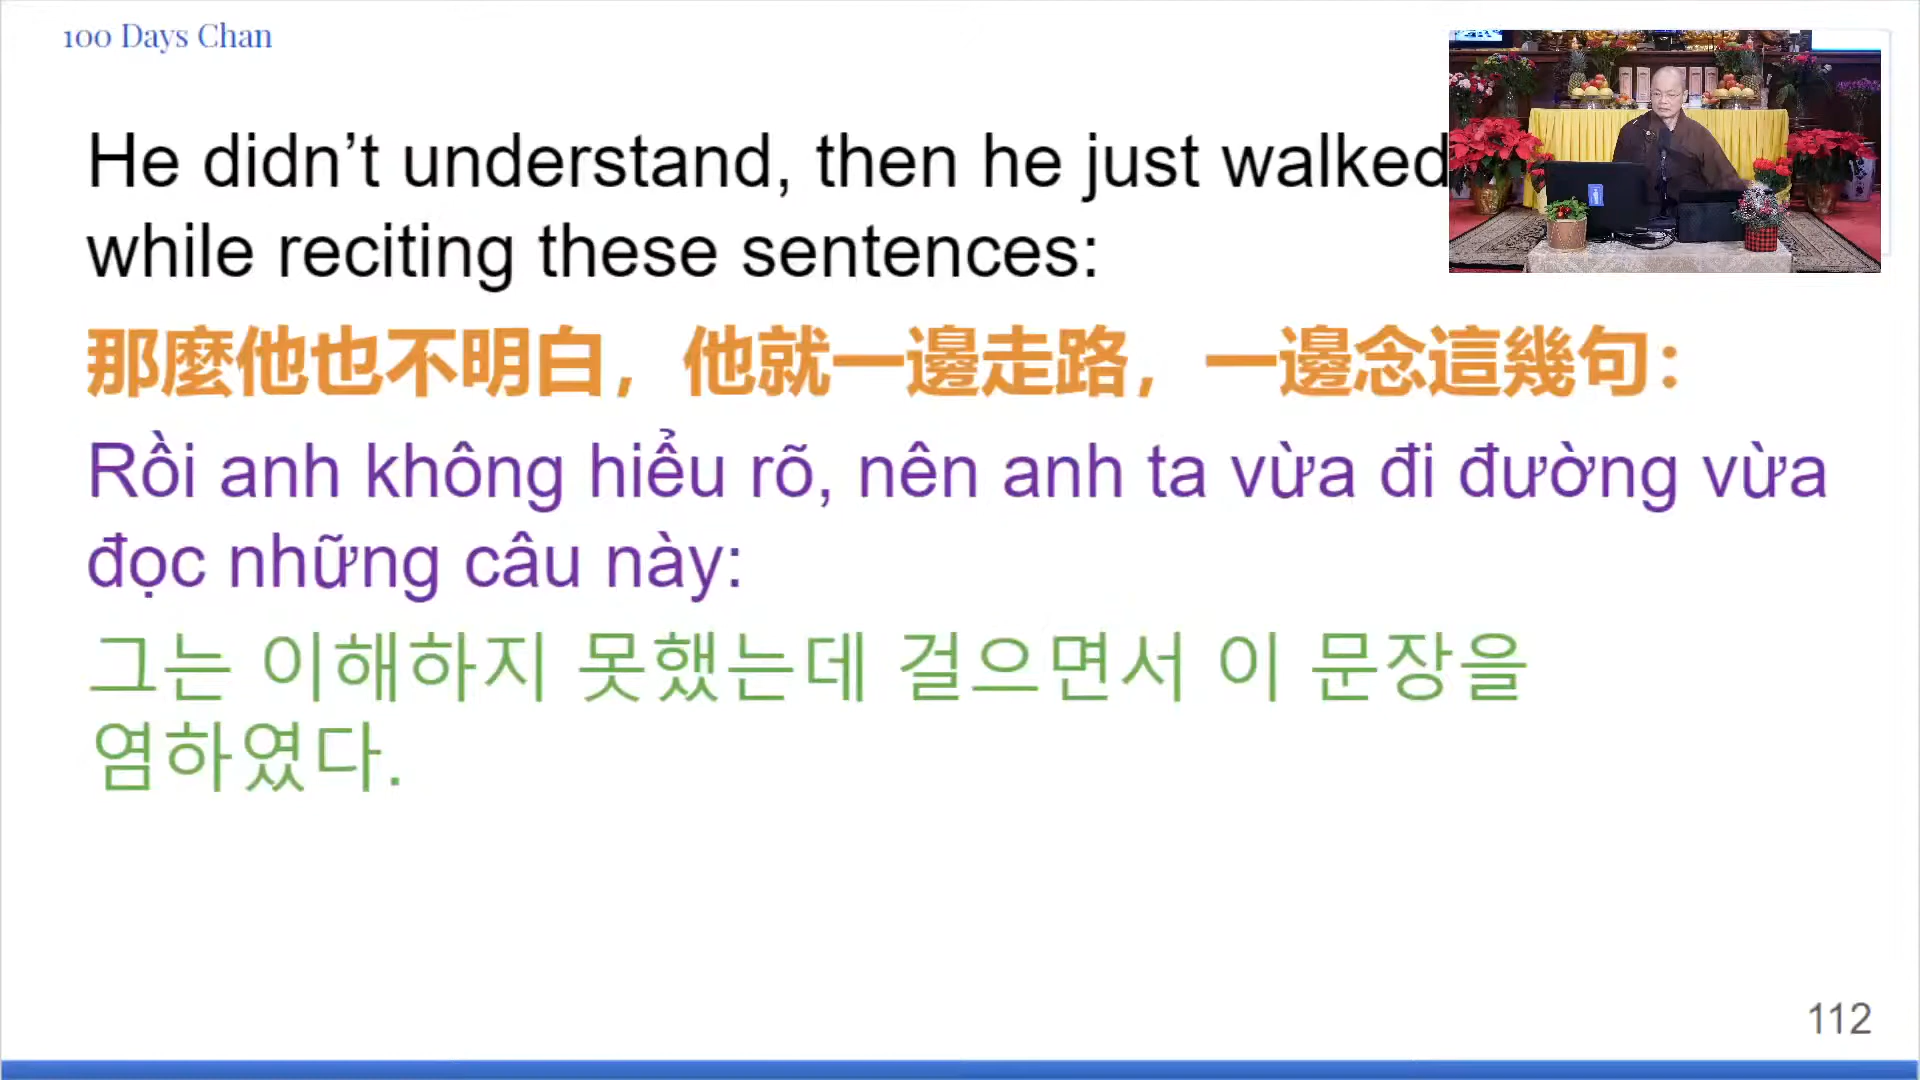 100 Days Chan
He didn’t understand, then he just walked
while reciting these sentences:
那麼他也不明白，他就一邊走路，一邊念這幾句：
Rồi anh không hiểu rõ, nên anh ta vừa đi đường vừa
đọc những câu này:
그는 이해하지 못했는데 걸으면서 이 문장을
염하였다.
112